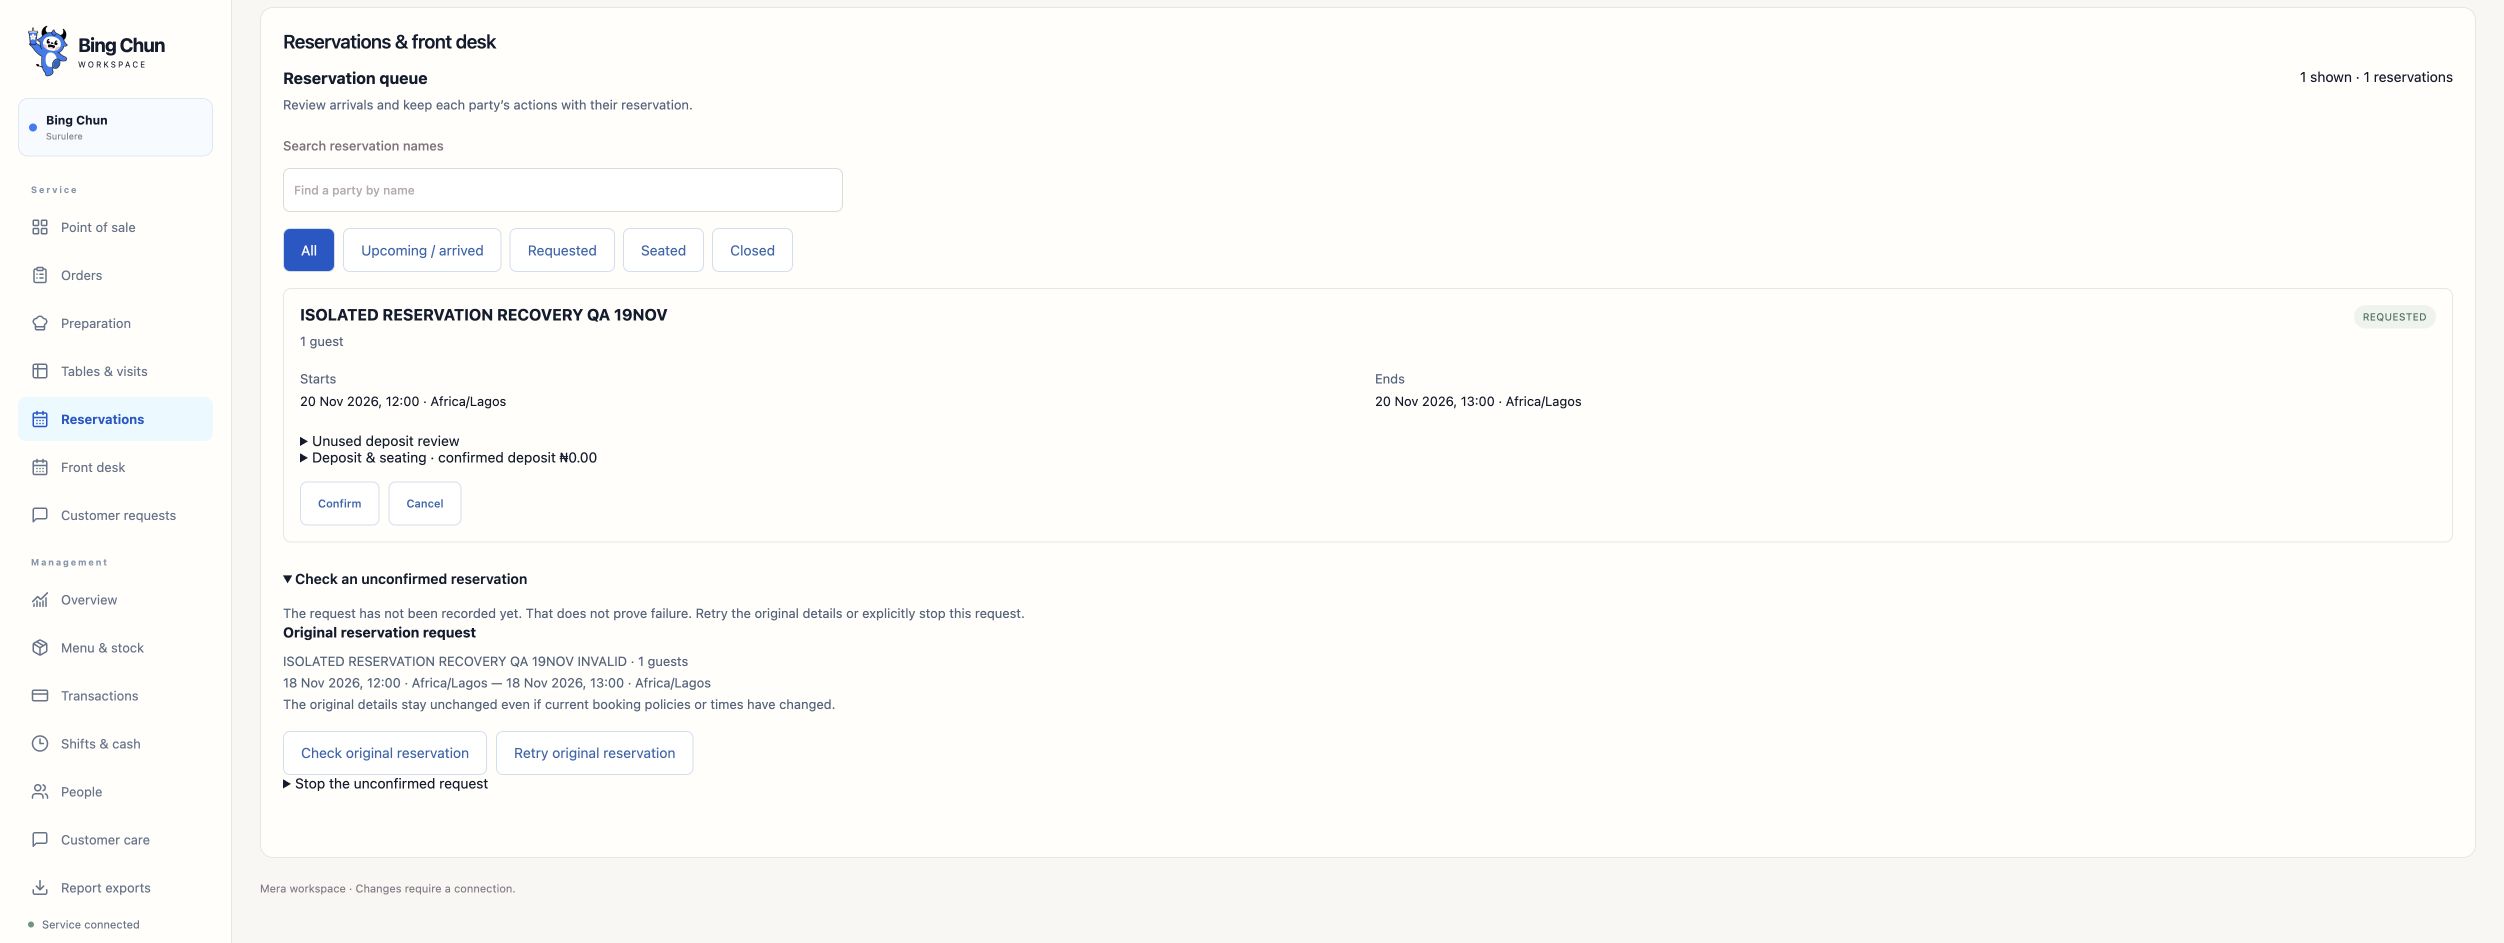 Bing Chun
WORKSPACE
Bing Chun
Surulere
Service
Point of sale
Orders
Preparation
Tables & visits
Reservations
Front desk
Customer requests
Management
Overview
Menu & stock
Transactions
Shifts & cash
People
Customer care
Report exports
Service connected
Reservations & front desk
Reservation queue
1 shown · 1 reservations
Review arrivals and keep each party’s actions with their reservation.
Search reservation names
Find a party by name
All
Upcoming / arrived
Requested
Seated
Closed
ISOLATED RESERVATION RECOVERY QA 19NOV
REQUESTED
1 guest
Starts
20 Nov 2026, 12:00 · Africa/Lagos
Ends
20 Nov 2026, 13:00 · Africa/Lagos
Unused deposit review
Deposit & seating · confirmed deposit ₦0.00
Confirm
Cancel
Check an unconfirmed reservation
The request has not been recorded yet. That does not prove failure. Retry the original details or explicitly stop this request.
Original reservation request
ISOLATED RESERVATION RECOVERY QA 19NOV INVALID · 1 guests
18 Nov 2026, 12:00 · Africa/Lagos — 18 Nov 2026, 13:00 · Africa/Lagos
The original details stay unchanged even if current booking policies or times have changed.
Check original reservation
Retry original reservation
Stop the unconfirmed request
Mera workspace · Changes require a connection.